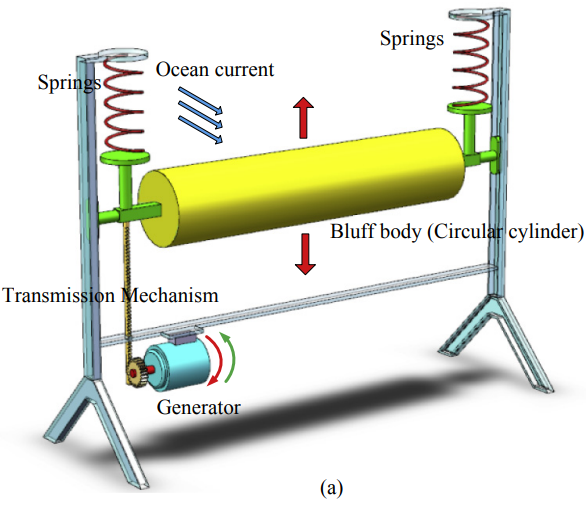 Springs
Springs
Ocean current
Bluff body (Circular cylinder)
Transmission Mechanism
Generator
(a)